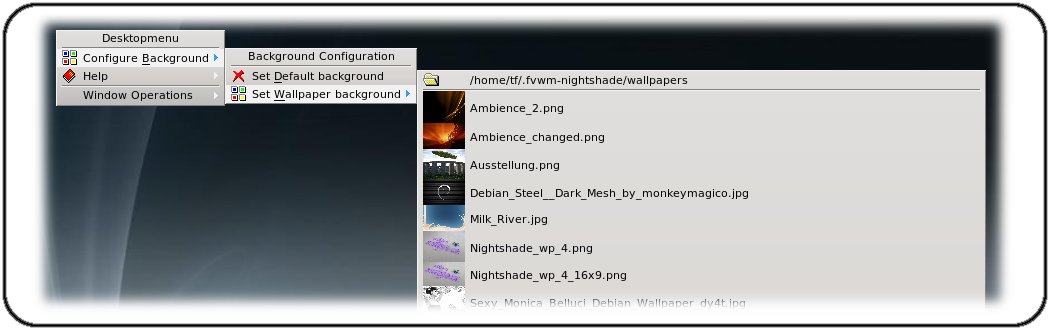 Desktopmenu
Configure Background
Help
Window Operations
Background Configuration
Set Default background
Set Wallpaper background
/home/tf/.fvwm-nightshade/wallpapers
Ambience_2.png
Ambience_changed.png
Ausstellung.png
Debian_Steel__Dark_Mesh_by_monkeymagico.jpg
Milk_River.jpg
Nightshade_wp_4.png
Nightshade_wp_4_16x9.png
Sexy_Monica_Belluci_Debian_Wallpaper_dy4t.jpg